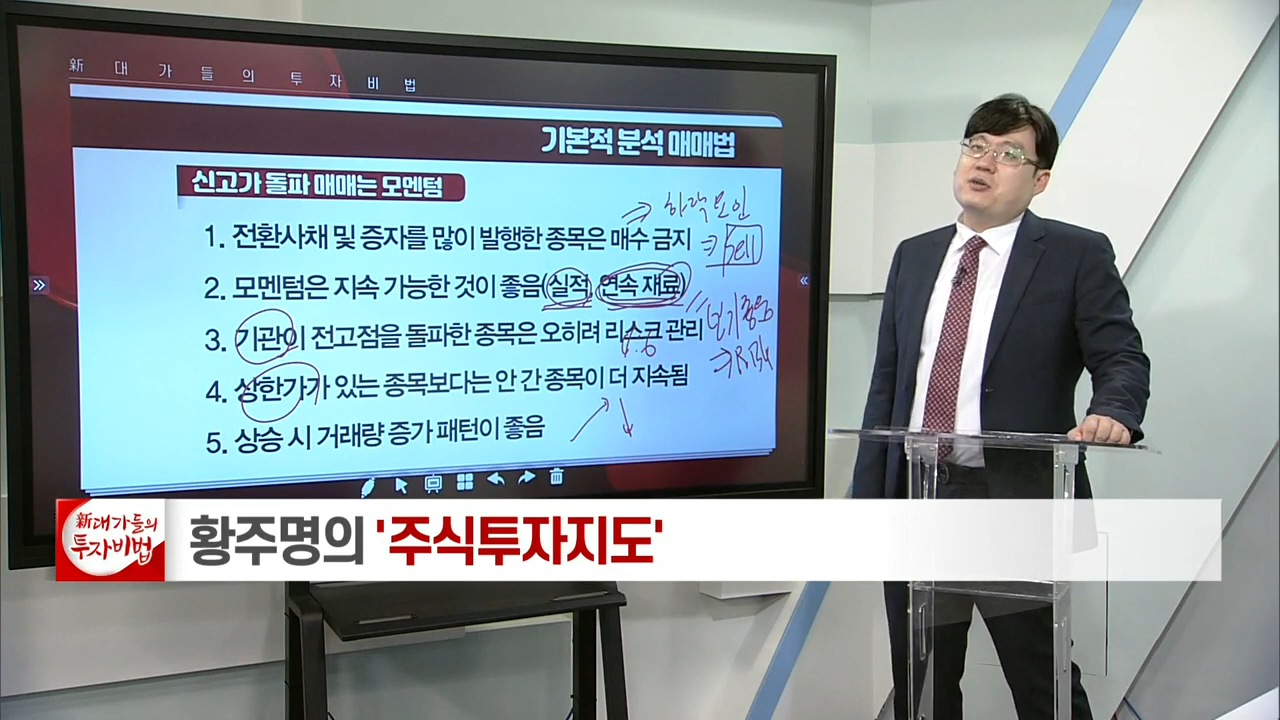 新 대 가 들 의 투 자 비 법
기본적 분석 매매법
신고가 돌파 매매는 모멘텀
⇒ 하락요인
1. 전환사채 및 증자를 많이 발행한 종목은 매수 금지
sell
2. 모멘텀은 지속 가능한 것이 좋음(실적, 연속 재료)
3. 기관이 전고점을 돌파한 종목은 오히려 리스크 관리
4. 상한가가 있는 종목보다는 안 간 종목이 더 지속됨
5. 상승 시 거래량 증가 패턴이 좋음
新대가들의
투자비법
황주명의 '주식투자지도'